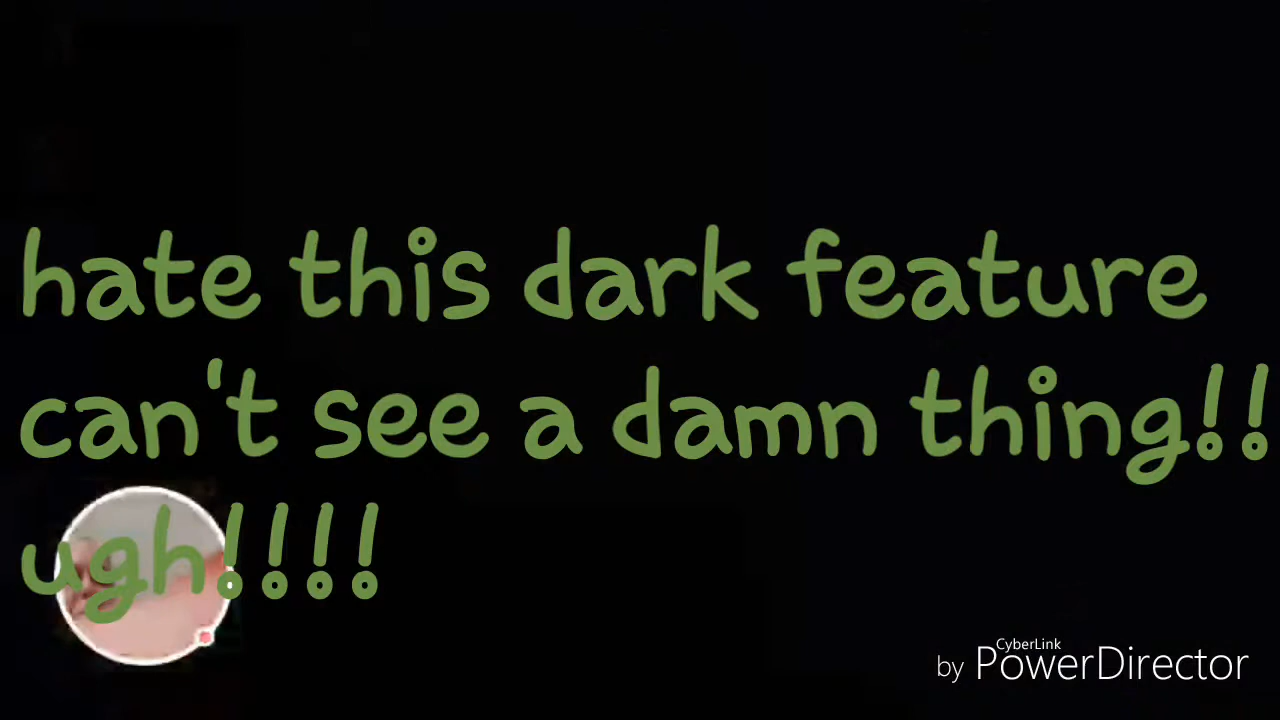 hate this dark feature
can't see a damn thing!!
ugh!!!!
CyberLink
by PowerDirector